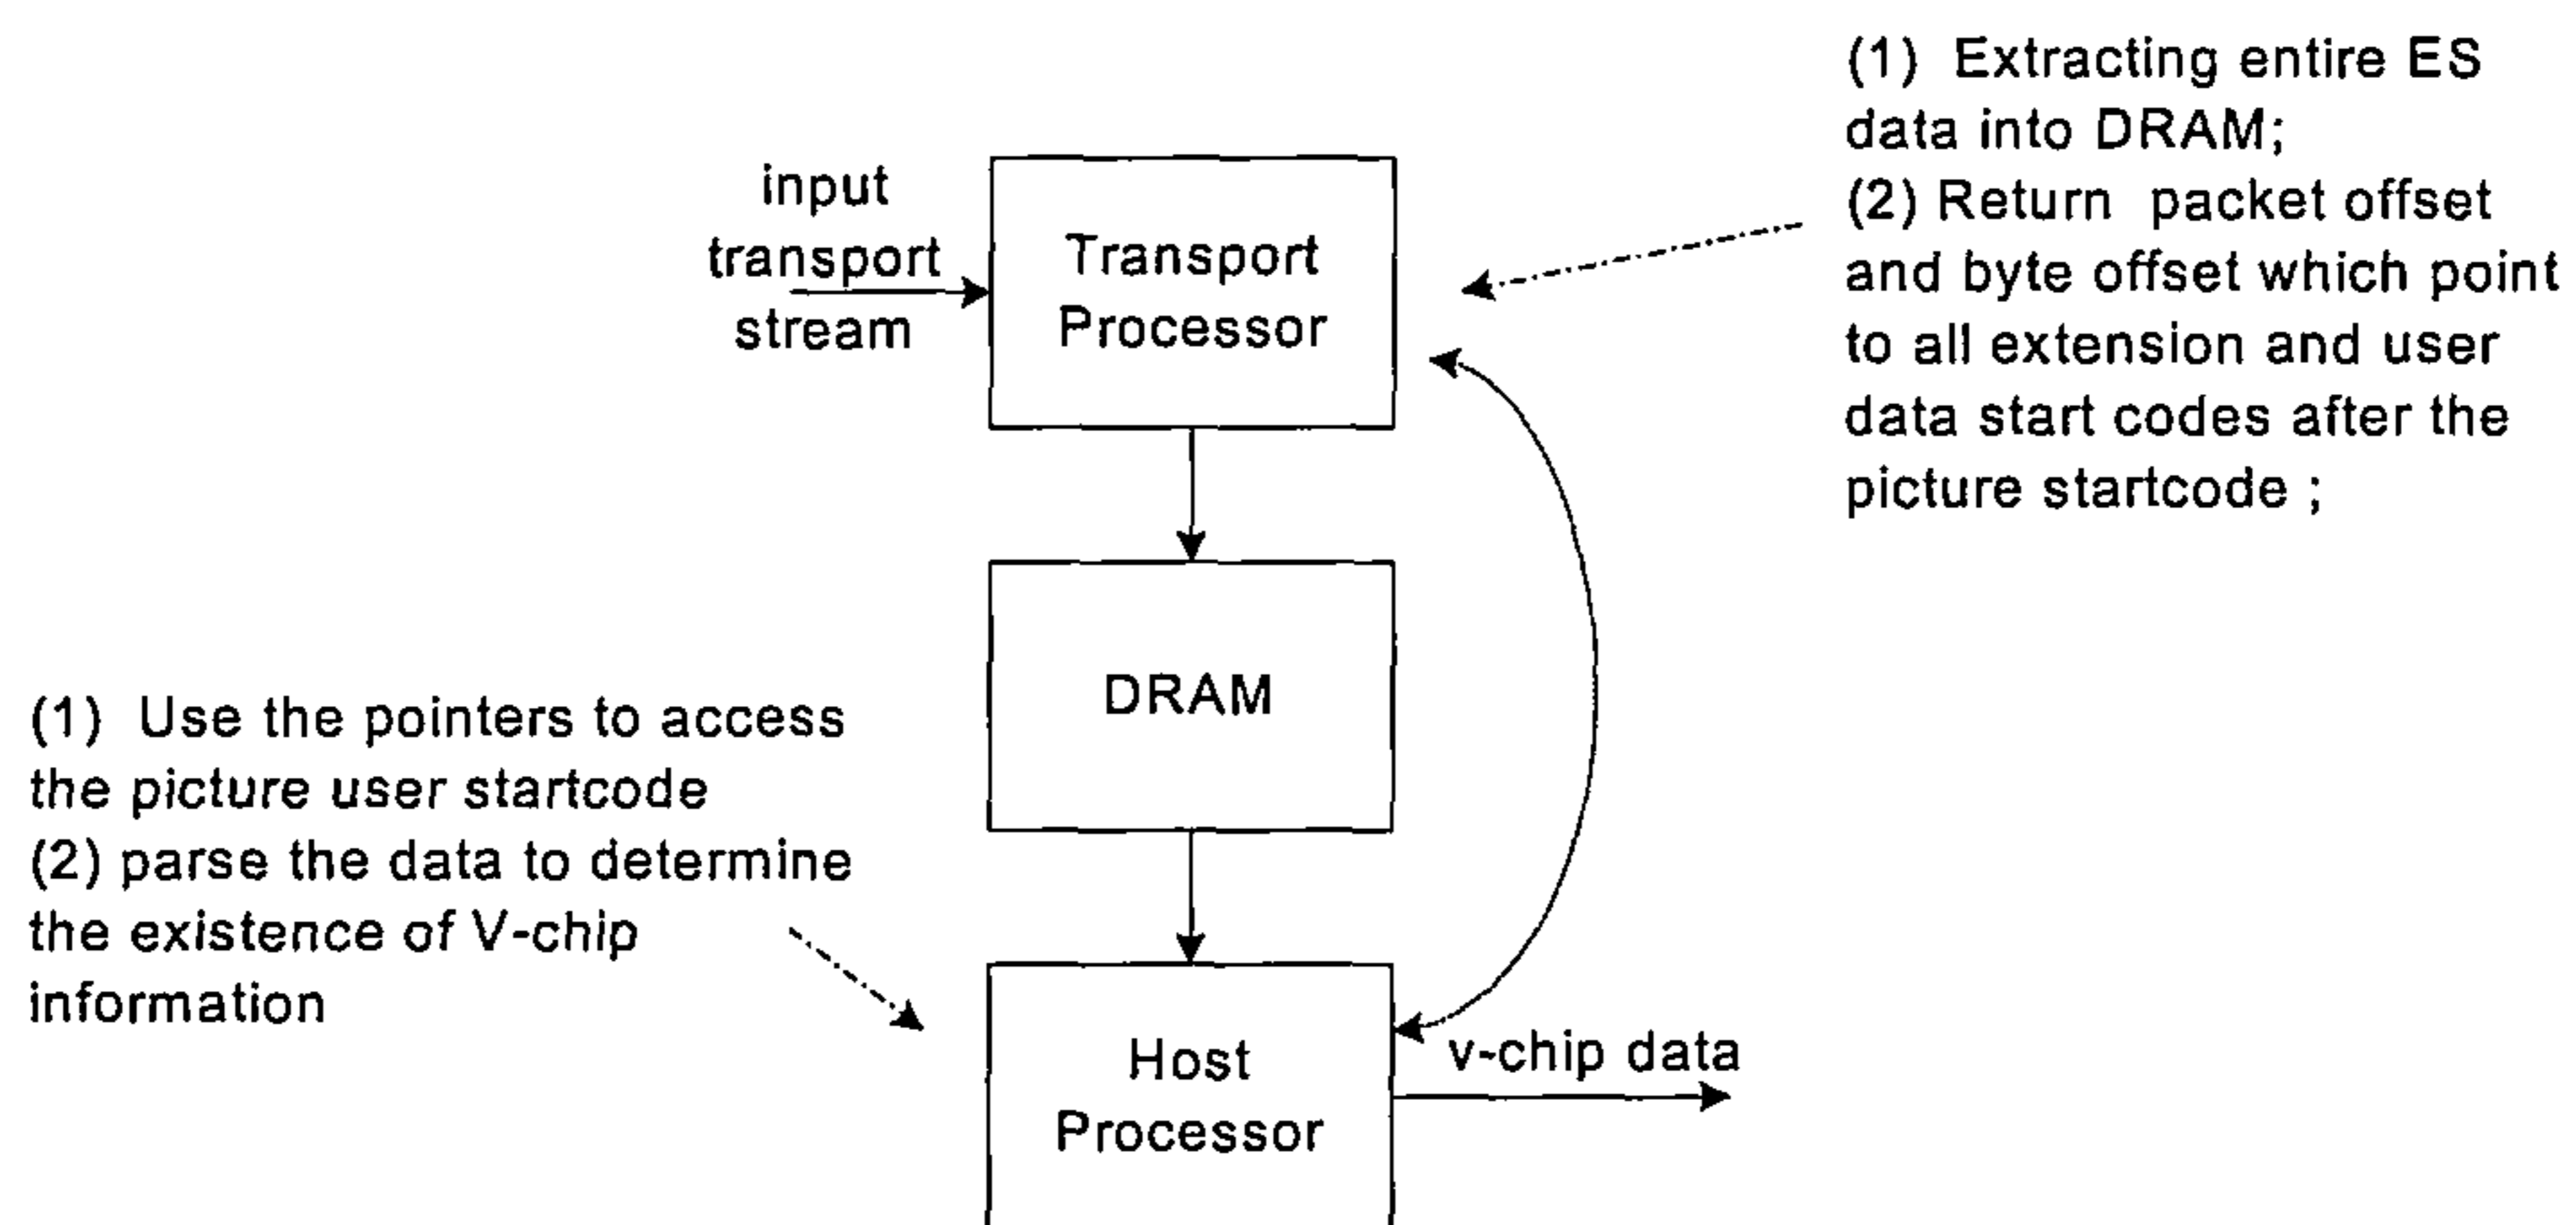 (1) Extracting entire ES
data into DRAM;
(2) Return packet offset
and byte offset which point
to all extension and user
data start codes after the
picture startcode ;
input
transport
stream
Transport
Processor
DRAM
(1) Use the pointers to access
the picture user startcode
(2) parse the data to determine
the existence of V-chip
information
Host
Processor
v-chip data